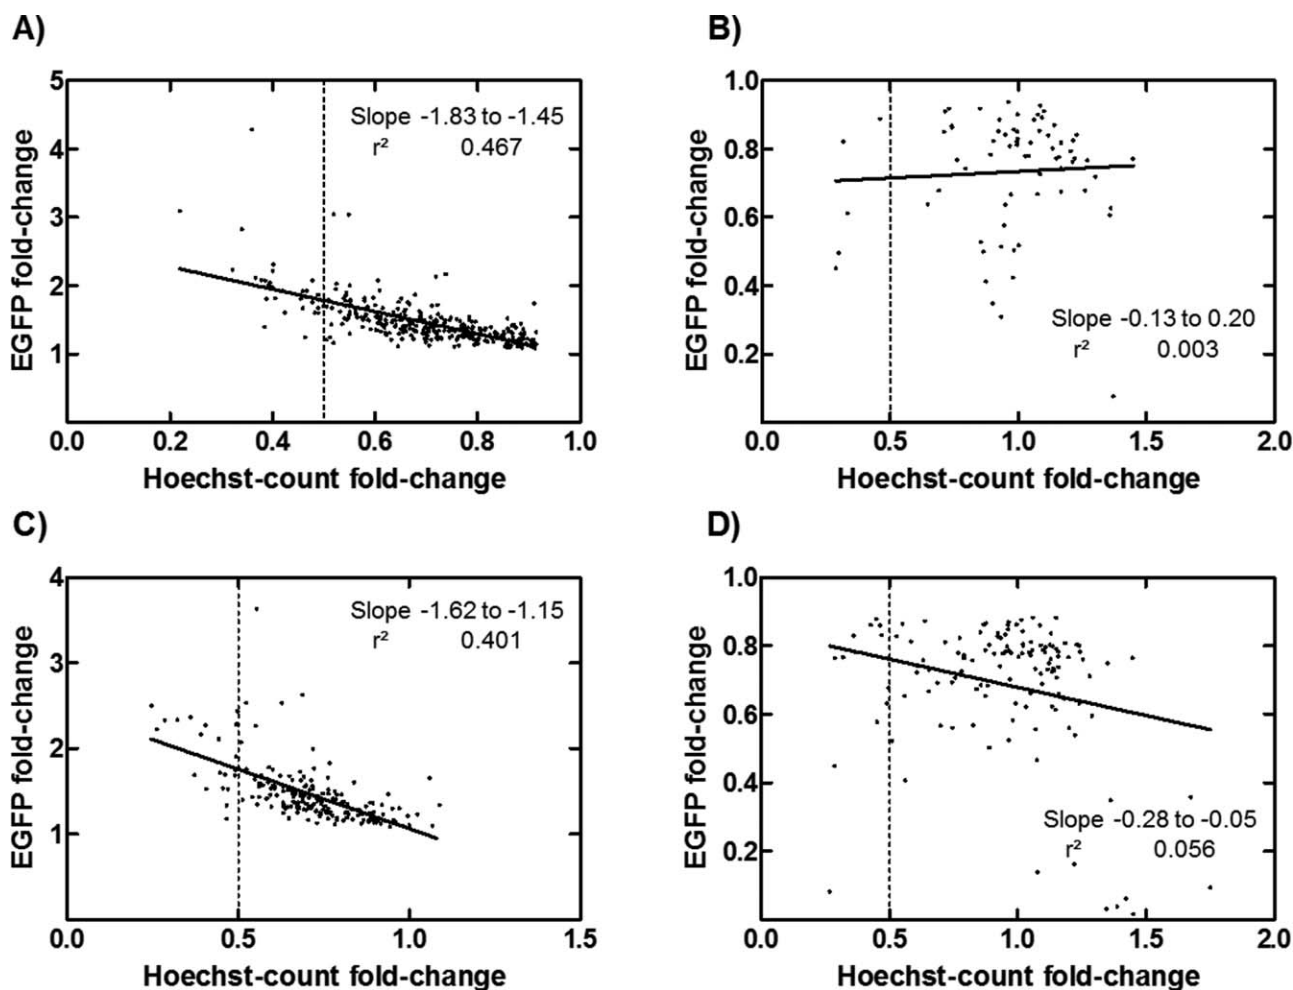 A)
EGFP fold-change
5
4
3
2
1
Slope -1.83 to -1.45
r² 0.467
0.0 0.2 0.4 0.6 0.8 1.0
Hoechst-count fold-change
B)
EGFP fold-change
1.0
0.8
0.6
0.4
0.2
Slope -0.13 to 0.20
r² 0.003
0.0 0.5 1.0 1.5 2.0
Hoechst-count fold-change
C)
EGFP fold-change
4
3
2
1
Slope -1.62 to -1.15
r² 0.401
0.0 0.5 1.0 1.5
Hoechst-count fold-change
D)
EGFP fold-change
1.0
0.8
0.6
0.4
0.2
Slope -0.28 to -0.05
r² 0.056
0.0 0.5 1.0 1.5 2.0
Hoechst-count fold-change